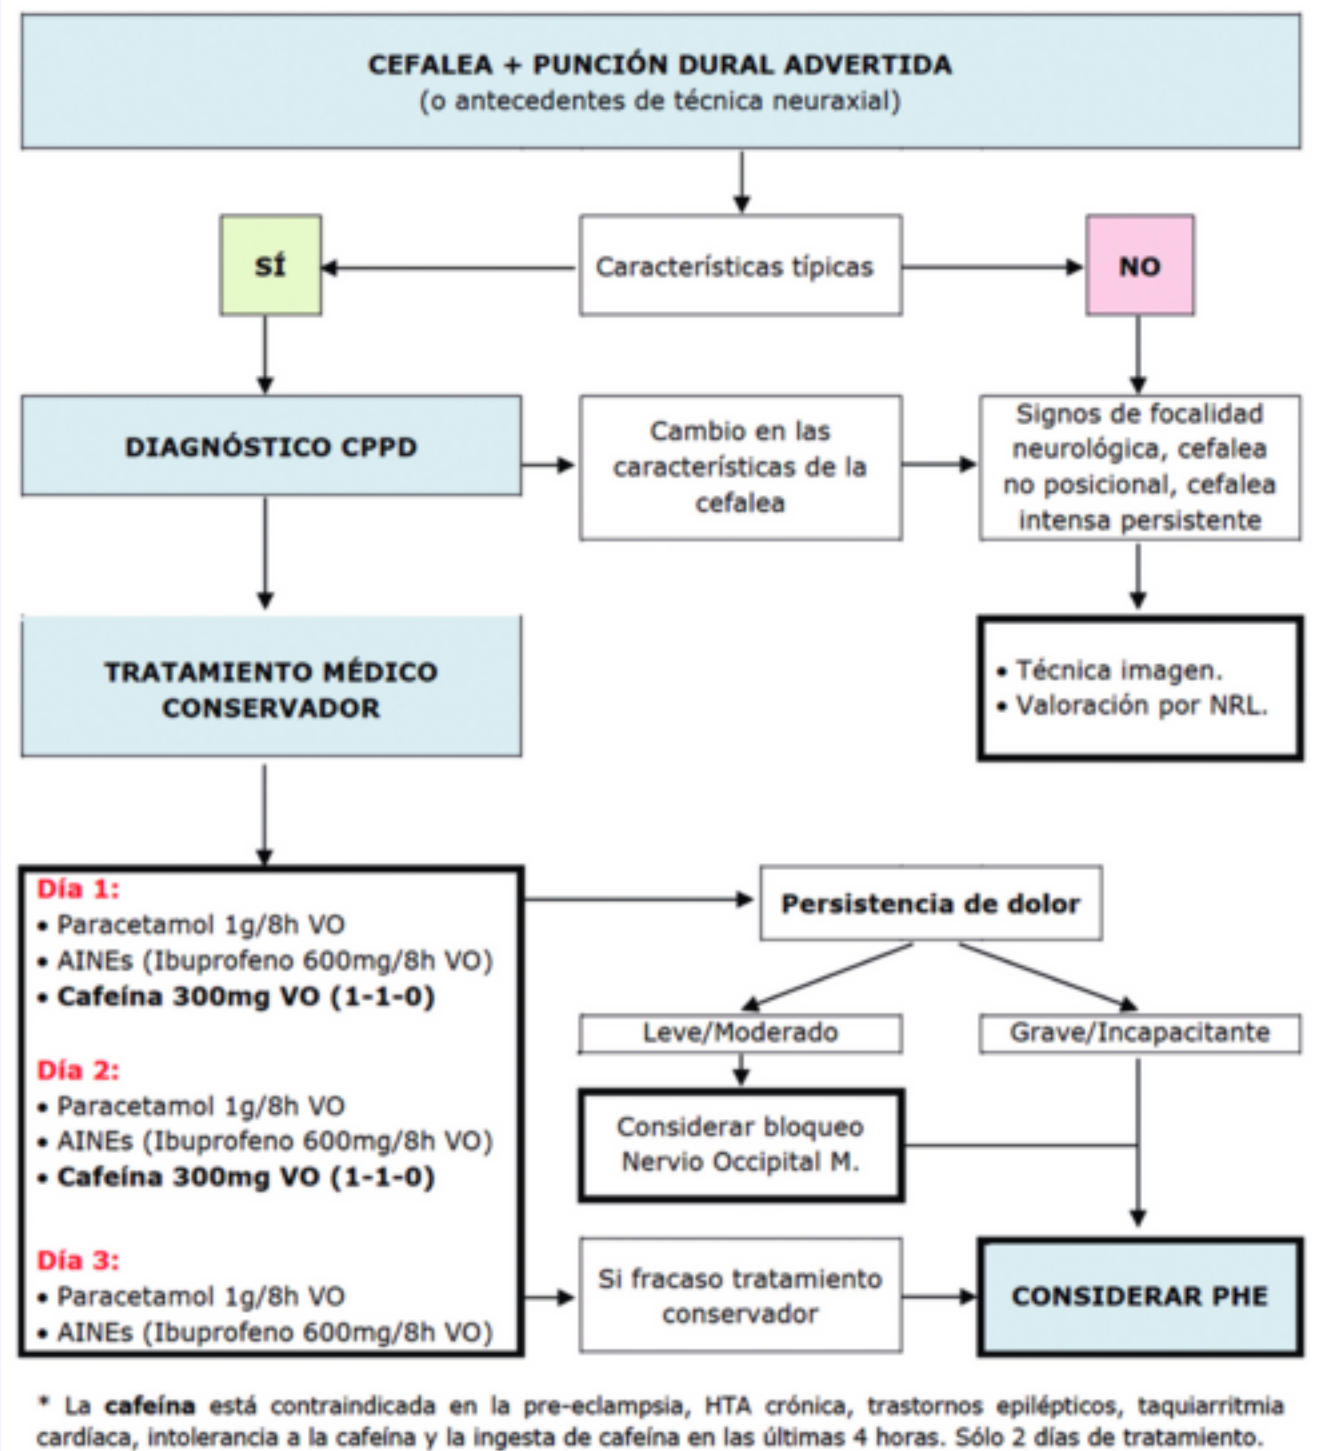 CEFALEA + PUNCIÓN DURAL ADVERTIDA
(o antecedentes de técnica neuraxial)
SÍ
Características típicas
NO
DIAGNÓSTICO CPPD
Cambio en las
características de la
cefalea
Signos de focalidad
neurológica, cefalea
no posicional, cefalea
intensa persistente
TRATAMIENTO MÉDICO
CONSERVADOR
• Técnica imagen.
• Valoración por NRL.
Día 1:
• Paracetamol 1g/8h VO
• AINEs (Ibuprofeno 600mg/8h VO)
• Cafeína 300mg VO (1-1-0)
Día 2:
• Paracetamol 1g/8h VO
• AINEs (Ibuprofeno 600mg/8h VO)
• Cafeína 300mg VO (1-1-0)
Día 3:
• Paracetamol 1g/8h VO
• AINEs (Ibuprofeno 600mg/8h VO)
Persistencia de dolor
Leve/Moderado
Grave/Incapacitante
Considerar bloqueo
Nervio Occipital M.
Si fracaso tratamiento
conservador
CONSIDERAR PHE
* La cafeína está contraindicada en la pre-eclampsia, HTA crónica, trastornos epilépticos, taquiarritmia
cardíaca, intolerancia a la cafeína y la ingesta de cafeína en las últimas 4 horas. Sólo 2 días de tratamiento.